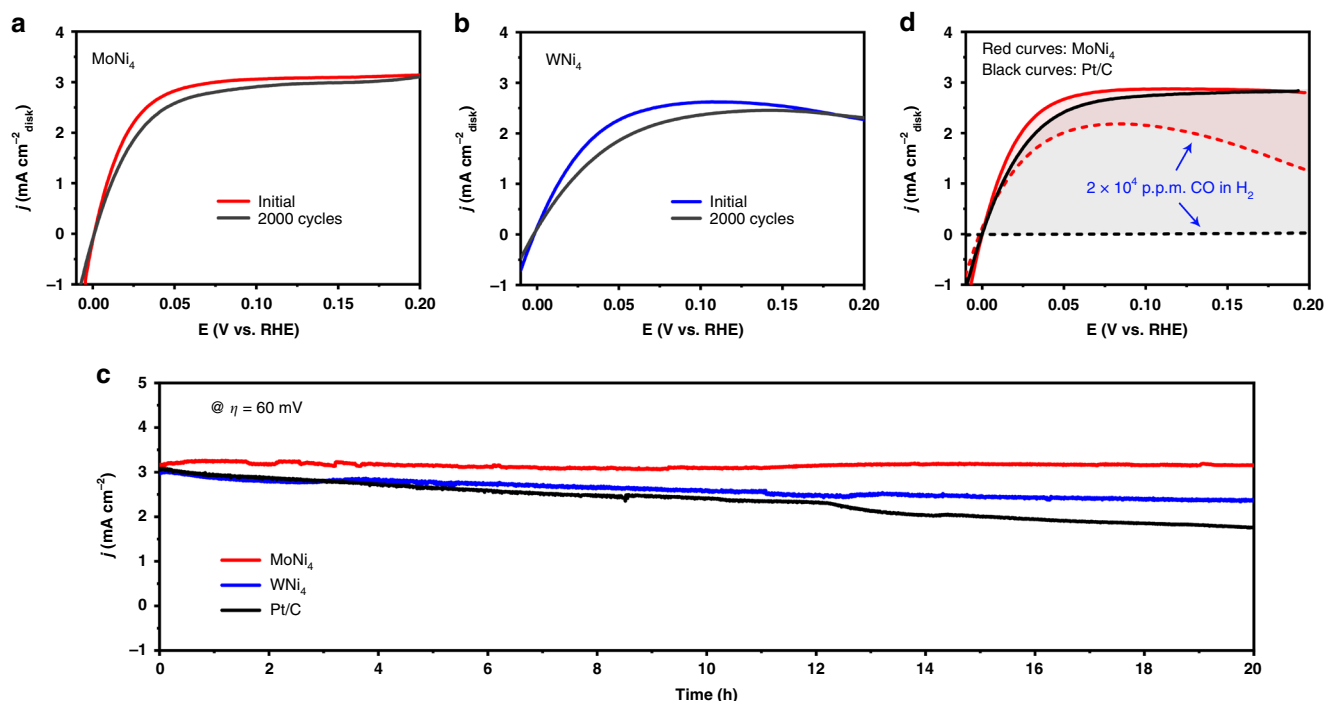 a
MoNi₄
4
3
2
1
0
–1
j (mA cm⁻²disk)
Initial
2000 cycles
0.00 0.05 0.10 0.15 0.20
E (V vs. RHE)
b
WNi₄
4
3
2
1
0
–1
j (mA cm⁻²disk)
Initial
2000 cycles
0.00 0.05 0.10 0.15 0.20
E (V vs. RHE)
d
Red curves: MoNi₄
Black curves: Pt/C
4
3
2
1
0
–1
j (mA cm⁻²disk)
2 × 10⁴ p.p.m. CO in H₂
0.00 0.05 0.10 0.15 0.20
E (V vs. RHE)
c
@ η = 60 mV
5
4
3
2
1
0
–1
j (mA cm⁻²)
MoNi₄
WNi₄
Pt/C
0 2 4 6 8 10 12 14 16 18 20
Time (h)